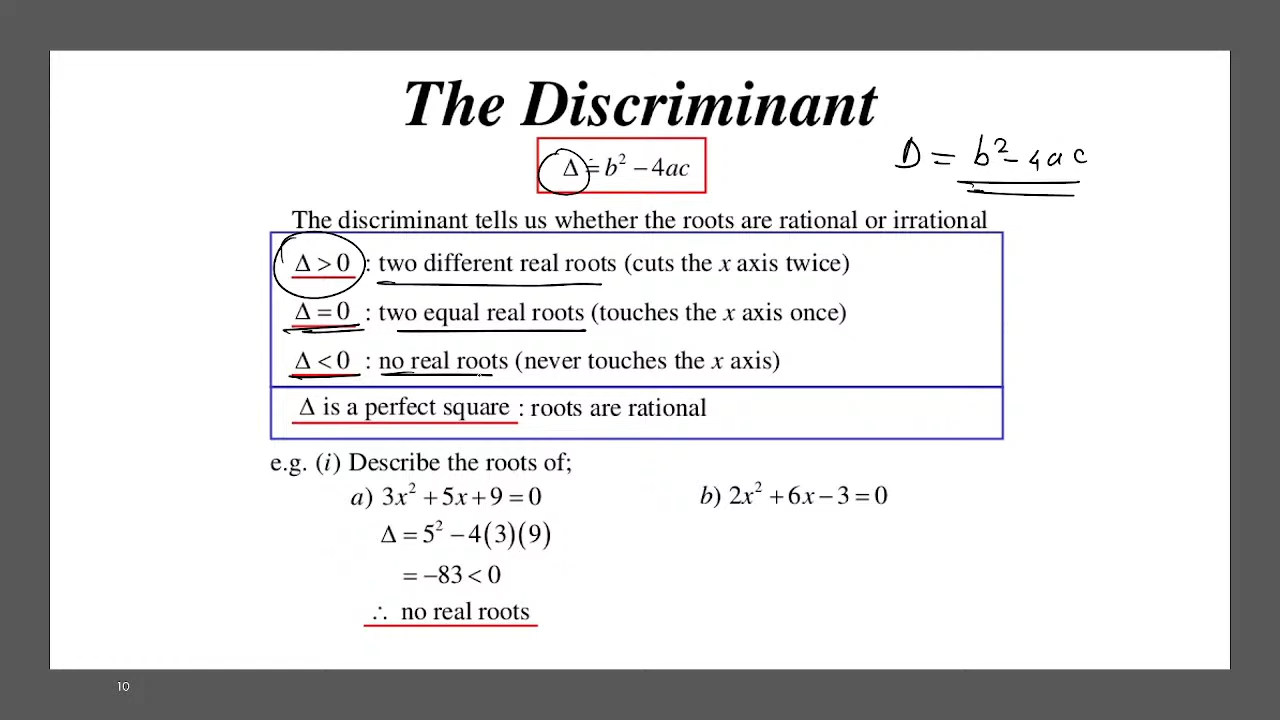 The Discriminant
Δ = b² − 4ac
D = b² - 4ac
The discriminant tells us whether the roots are rational or irrational
Δ > 0 : two different real roots (cuts the x axis twice)
Δ = 0 : two equal real roots (touches the x axis once)
Δ < 0 : no real roots (never touches the x axis)
Δ is a perfect square : roots are rational
e.g. (i) Describe the roots of;
a) 3x² + 5x + 9 = 0
b) 2x² + 6x − 3 = 0
Δ = 5² − 4(3)(9)
= −83 < 0
∴ no real roots
10